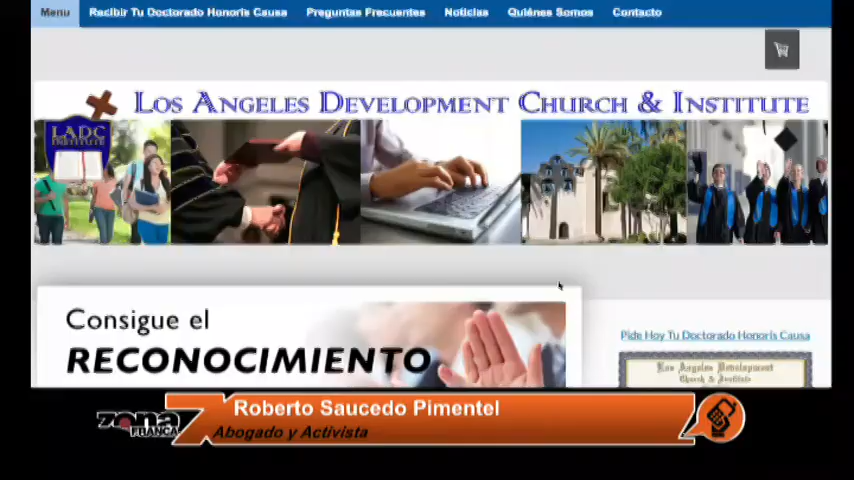 Menu Recibir Tu Doctorado Honoris Causa Preguntas Frecuentes Noticias Quiénes Somos Contacto
LOS ANGELES DEVELOPMENT CHURCH & INSTITUTE
LADC
INSTITUTE
Consigue el
RECONOCIMIENTO
Pide Hoy Tu Doctorado Honoris Causa
Los Angeles Development
Church & Institute
Roberto Saucedo Pimentel
Abogado y Activista
zona
FRANCA